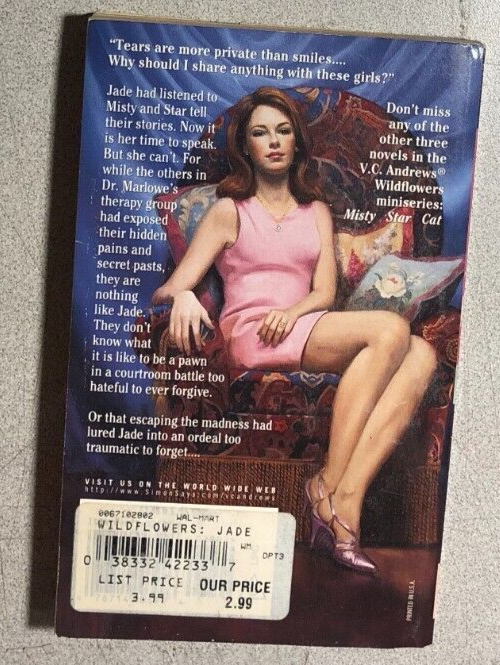 "Tears are more private than smiles....
Why should I share anything with these girls?"
Jade had listened to
Misty and Star tell
their stories. Now it
is her time to speak.
But she can't. For
while the others in
Dr. Marlowe's
therapy group
had exposed
their hidden
pains and
secret pasts,
they are
nothing
like Jade.
They don't
know what
it is like to be a pawn
in a courtroom battle too
hateful to ever forgive.
Or that escaping the madness had
lured Jade into an ordeal too
traumatic to forget....
Don't miss
any of the
other three
novels in the
V.C. Andrews®
Wildflowers
miniseries:
Misty Star Cat
VISIT US ON THE WORLD WIDE WEB
http://www.SimonSays.com/vcandrews
0067102802 WAL-MART
WILDFLOWERS: JADE
WM DPT3
0 38332 42233 7
LIST PRICE OUR PRICE
3.99 2.99
PRINTED IN U.S.A.